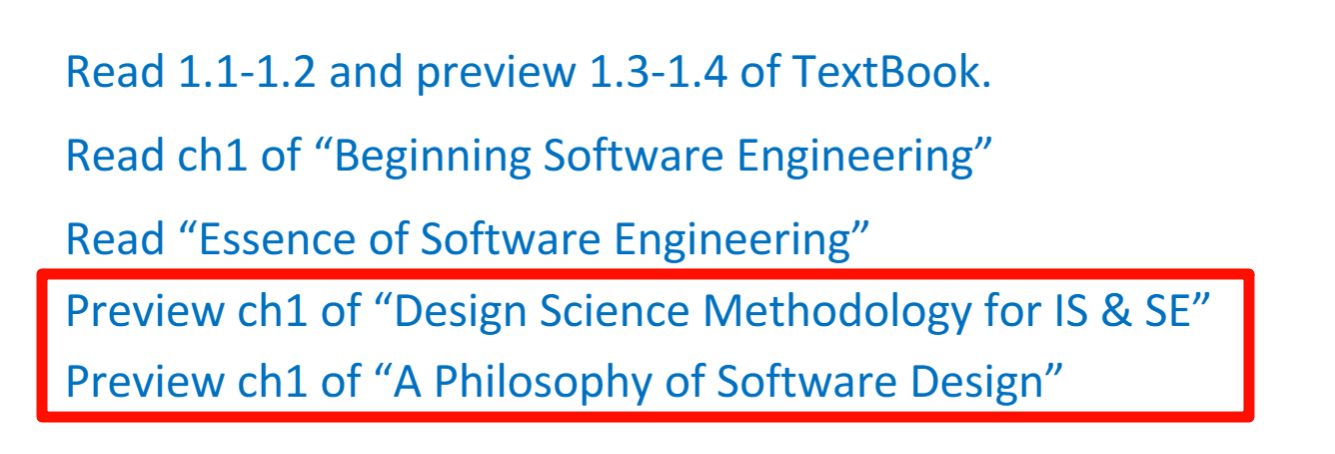 Read 1.1-1.2 and preview 1.3-1.4 of TextBook.
Read ch1 of “Beginning Software Engineering”
Read “Essence of Software Engineering”
Preview ch1 of “Design Science Methodology for IS & SE”
Preview ch1 of “A Philosophy of Software Design”